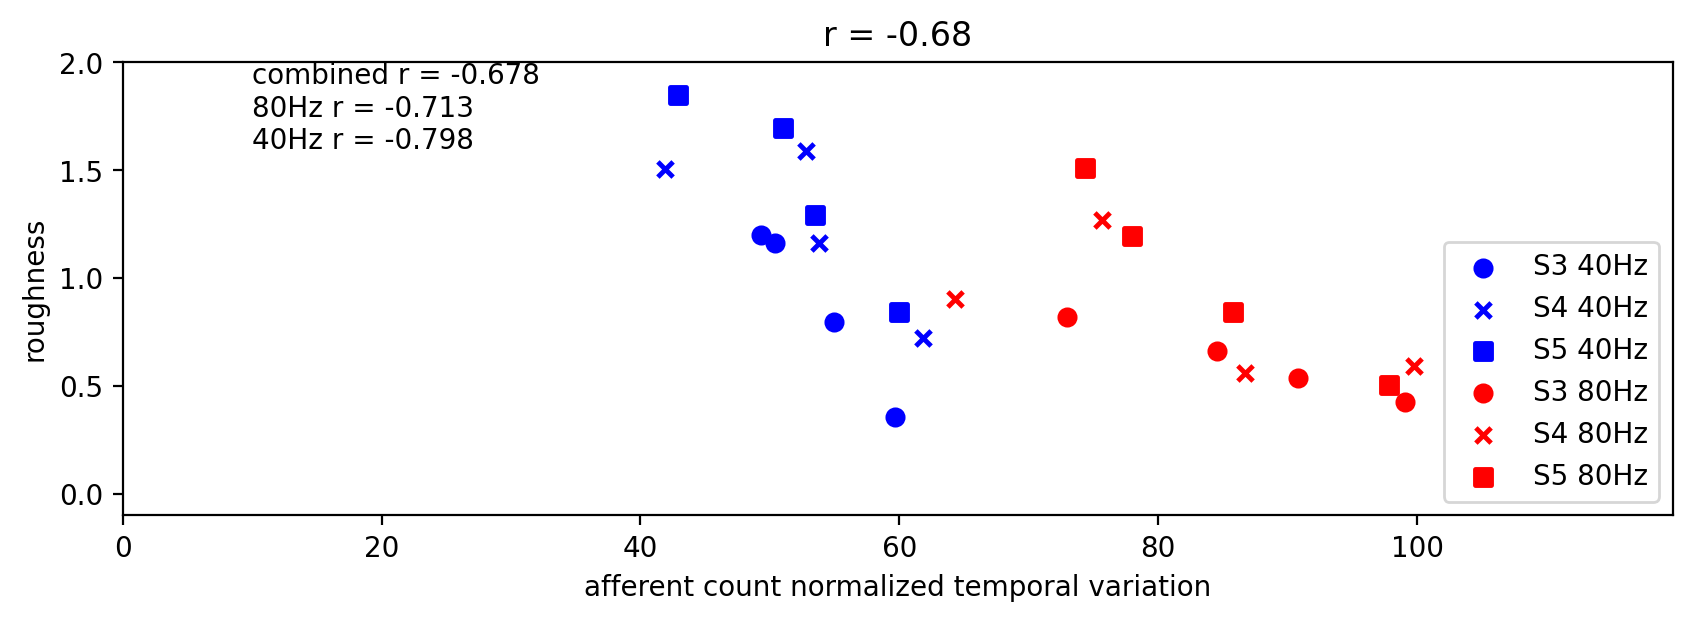 r = -0.68
combined r = -0.678
80Hz r = -0.713
40Hz r = -0.798
2.0
1.5
1.0
0.5
0.0
roughness
S3 40Hz
S4 40Hz
S5 40Hz
S3 80Hz
S4 80Hz
S5 80Hz
0 20 40 60 80 100
afferent count normalized temporal variation